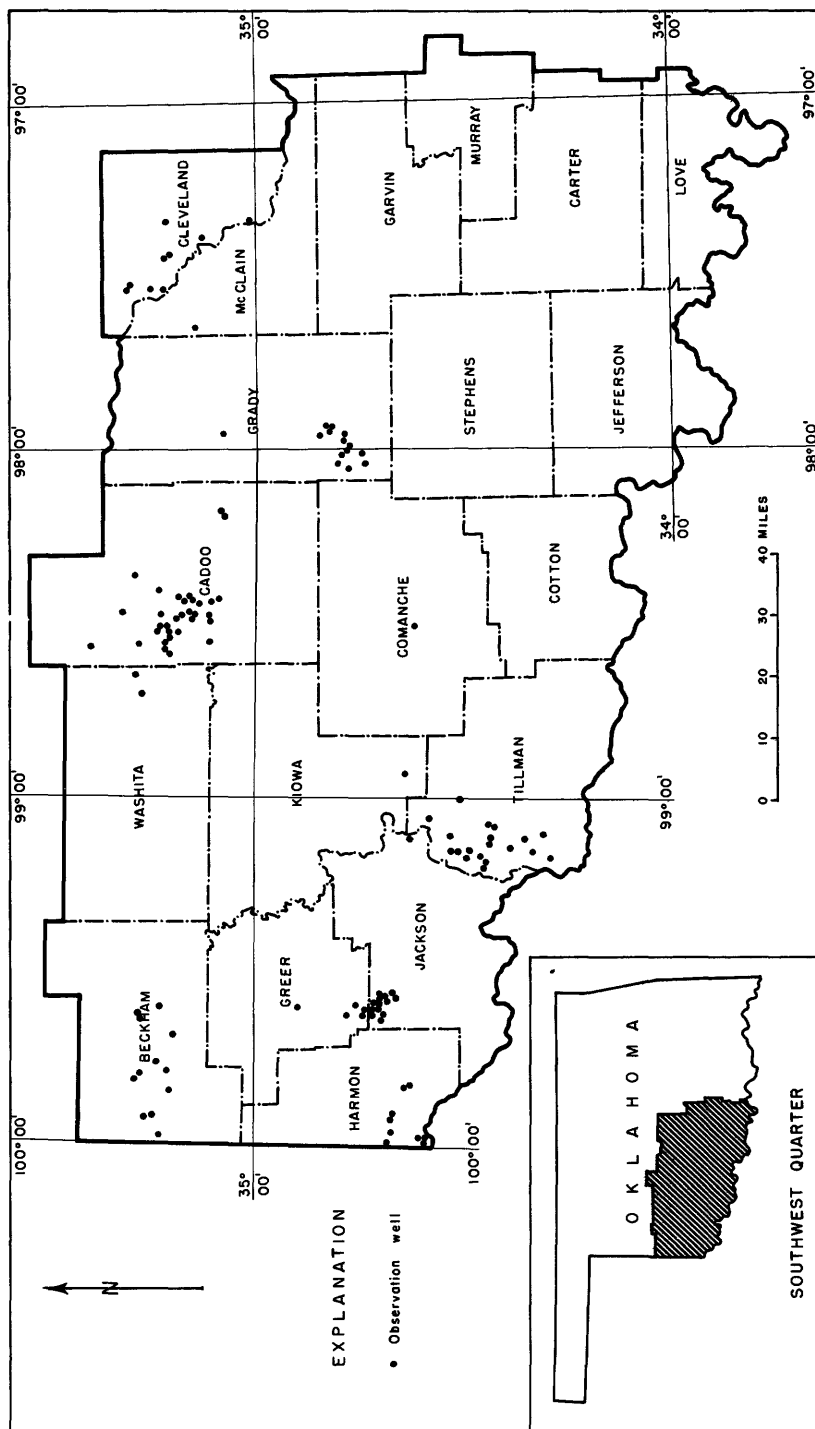 100°00'
99°00'
98°00'
97°00'
35°
00'
35°
00'
34°
00'
34°
00'
100°00'
99°00'
98°00'
97°00'
N
EXPLANATION
• Observation well
BECKHAM
WASHITA
CADOO
GRADY
McCLAIN
CLEVELAND
HARMON
GREER
KIOWA
JACKSON
COMANCHE
TILLMAN
COTTON
STEPHENS
JEFFERSON
GARVIN
MURRAY
CARTER
LOVE
0 10 20 30 40 MILES
OKLAHOMA
SOUTHWEST QUARTER